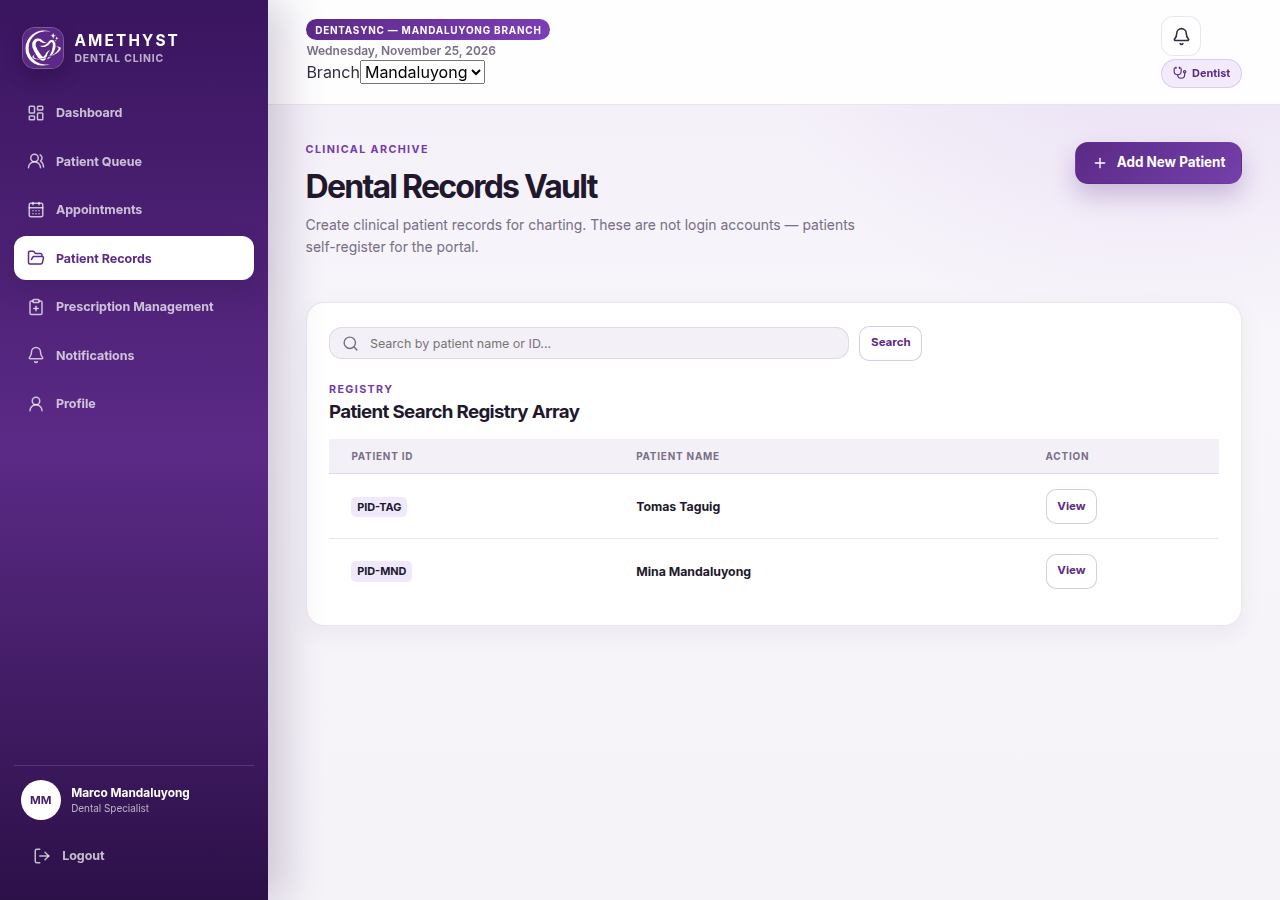 AMETHYST
DENTAL CLINIC
Dashboard
Patient Queue
Appointments
Patient Records
Prescription Management
Notifications
Profile
MM
Marco Mandaluyong
Dental Specialist
Logout
DENTASYNC — MANDALUYONG BRANCH
Wednesday, November 25, 2026
Branch Mandaluyong
Dentist
CLINICAL ARCHIVE
Dental Records Vault
Create clinical patient records for charting. These are not login accounts — patients
self-register for the portal.
Add New Patient
Search by patient name or ID...
Search
REGISTRY
Patient Search Registry Array
PATIENT ID PATIENT NAME ACTION
PID-TAG Tomas Taguig View
PID-MND Mina Mandaluyong View